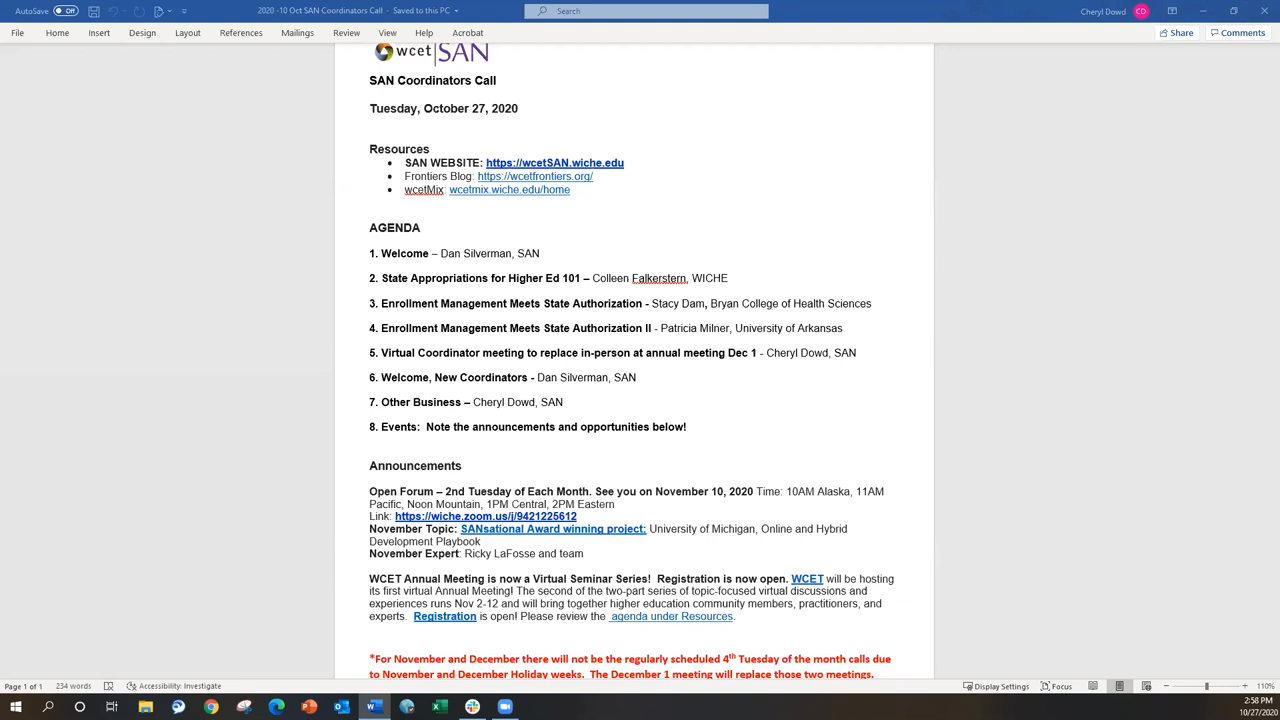 AutoSave Off 2020 -10 Oct SAN Coordinators Call - Saved to this PC Search Cheryl Dowd CD
File Home Insert Design Layout References Mailings Review View Help Acrobat Share Comments
wcet SAN
SAN Coordinators Call
Tuesday, October 27, 2020
Resources
• SAN WEBSITE: https://wcetSAN.wiche.edu
• Frontiers Blog: https://wcetfrontiers.org/
• wcetMix: wcetmix.wiche.edu/home
AGENDA
1. Welcome – Dan Silverman, SAN
2. State Appropriations for Higher Ed 101 – Colleen Falkerstern, WICHE
3. Enrollment Management Meets State Authorization - Stacy Dam, Bryan College of Health Sciences
4. Enrollment Management Meets State Authorization II - Patricia Milner, University of Arkansas
5. Virtual Coordinator meeting to replace in-person at annual meeting Dec 1 - Cheryl Dowd, SAN
6. Welcome, New Coordinators - Dan Silverman, SAN
7. Other Business – Cheryl Dowd, SAN
8. Events: Note the announcements and opportunities below!
Announcements
Open Forum – 2nd Tuesday of Each Month. See you on November 10, 2020 Time: 10AM Alaska, 11AM
Pacific, Noon Mountain, 1PM Central, 2PM Eastern
Link: https://wiche.zoom.us/j/9421225612
November Topic: SANsational Award winning project: University of Michigan, Online and Hybrid
Development Playbook
November Expert: Ricky LaFosse and team
WCET Annual Meeting is now a Virtual Seminar Series! Registration is now open. WCET will be hosting
its first virtual Annual Meeting! The second of the two-part series of topic-focused virtual discussions and
experiences runs Nov 2-12 and will bring together higher education community members, practitioners, and
experts. Registration is open! Please review the agenda under Resources.
*For November and December there will not be the regularly scheduled 4th Tuesday of the month calls due
to November and December Holiday weeks. The December 1 meeting will replace those two meetings.
Page 1 of 1 234 words Accessibility: Investigate Display Settings Focus 110%
2:58 PM
10/27/2020